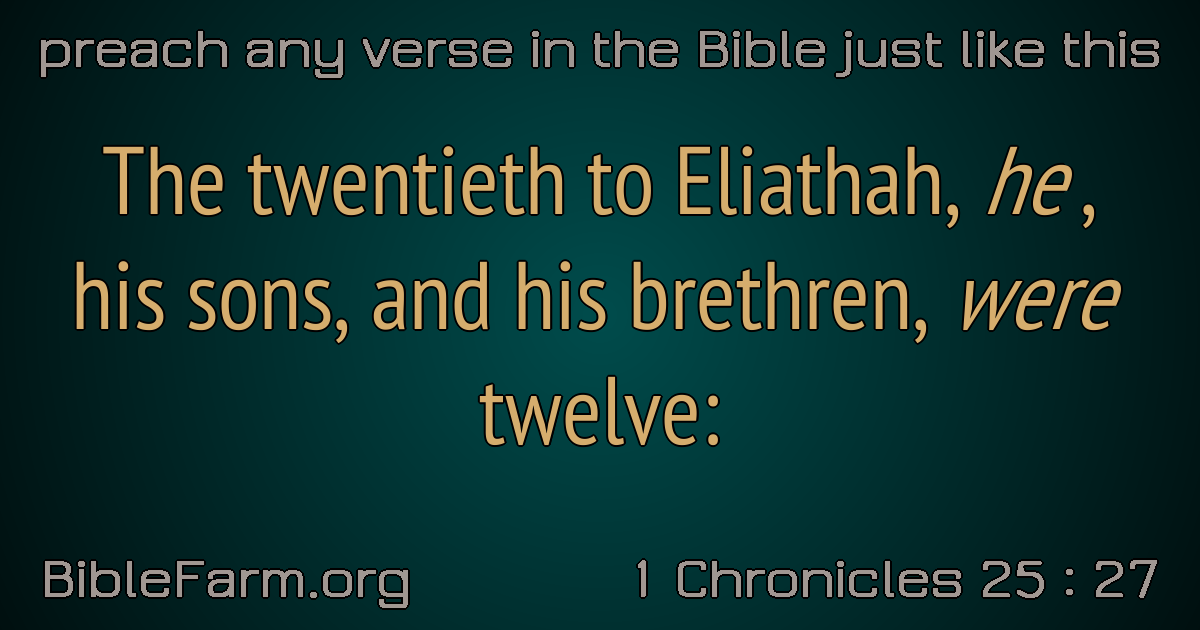 preach any verse in the Bible just like this
The twentieth to Eliathah, he ,
his sons, and his brethren, were
twelve:
BibleFarm.org
1 Chronicles 25 : 27